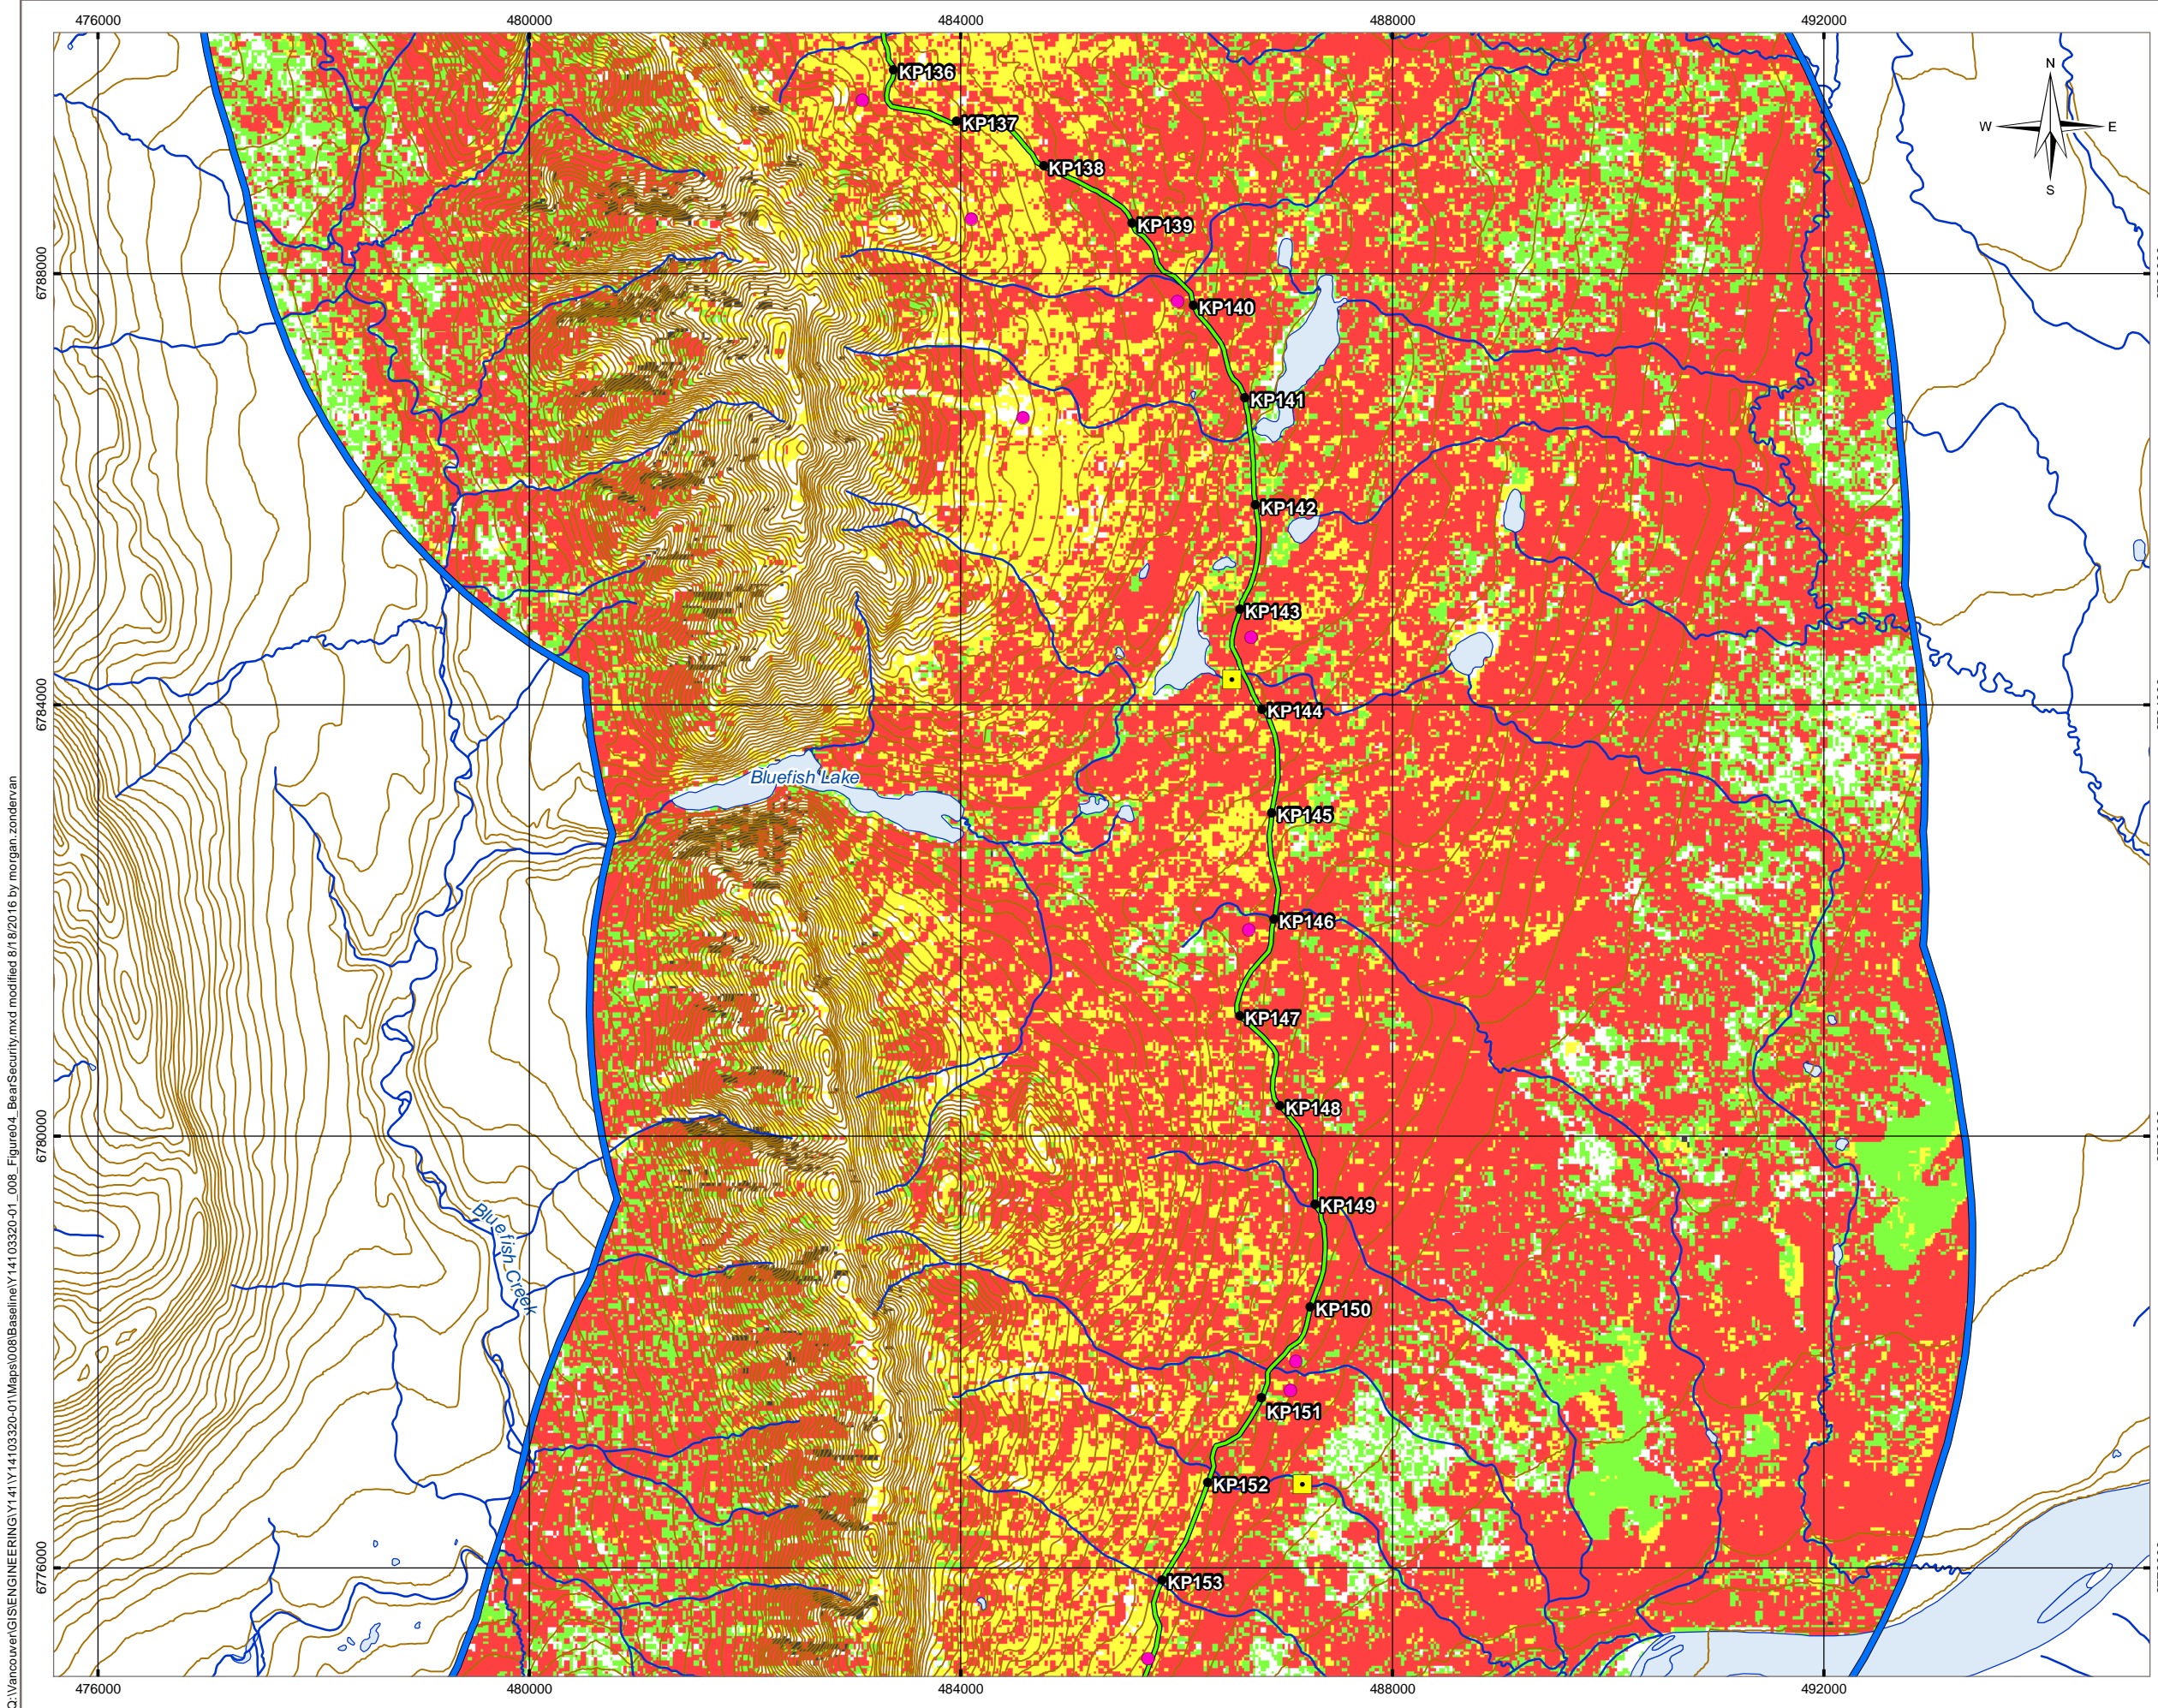 476000
480000
484000
488000
492000
N
W
E
S
KP136
KP137
KP138
KP139
6788000
KP140
KP141
KP142
KP143
6784000
KP144
Bluefish Lake
KP145
KP146
KP147
KP148
6780000
KP149
Bluefish Creek
KP150
KP151
KP152
6776000
KP153
Q:\Vancouver\GIS\ENGINEERING\Y141\Y14103320-01\Maps\008\Baseline\Y14103320-01_008_Figure04_BearSecurity.mxd modified 8/18/2016 by morgan.zondervan
476000
480000
484000
488000
492000